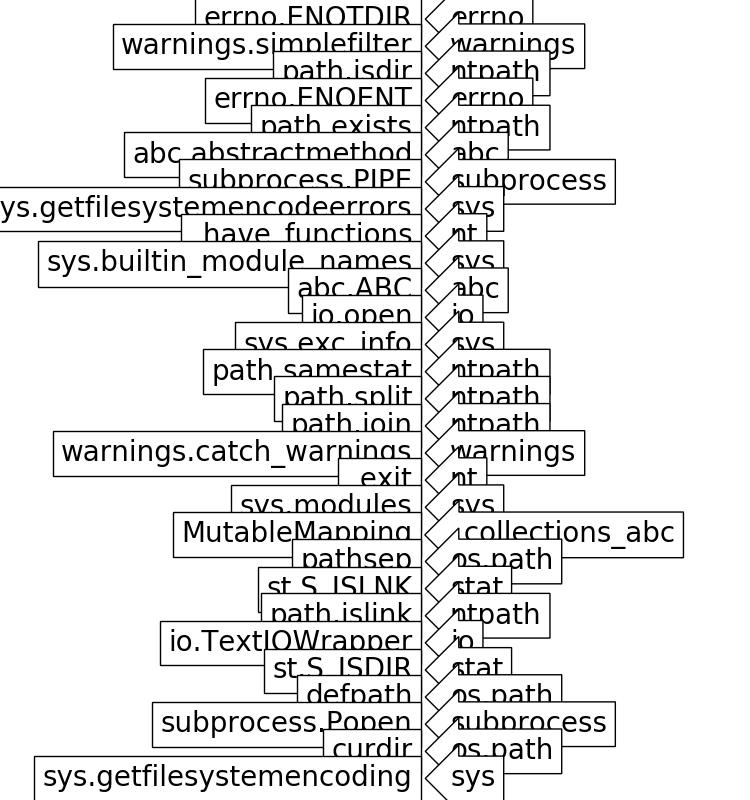 errno.ENOTDIR errno
warnings.simplefilter warnings
path.isdir ntpath
errno.ENOENT errno
path.exists ntpath
abc.abstractmethod abc
subprocess.PIPE subprocess
ys.getfilesystemencodeerrors sys
have_functions nt
sys.builtin_module_names sys
abc.ABC abc
io.open io
sys.exc_info sys
path.samestat ntpath
path.split ntpath
path.join ntpath
warnings.catch_warnings warnings
exit nt
sys.modules sys
MutableMapping collections_abc
pathsep os.path
st.S_ISLNK stat
path.islink ntpath
io.TextIOWrapper io
st.S_ISDIR stat
defpath os.path
subprocess.Popen subprocess
curdir os.path
sys.getfilesystemencoding sys